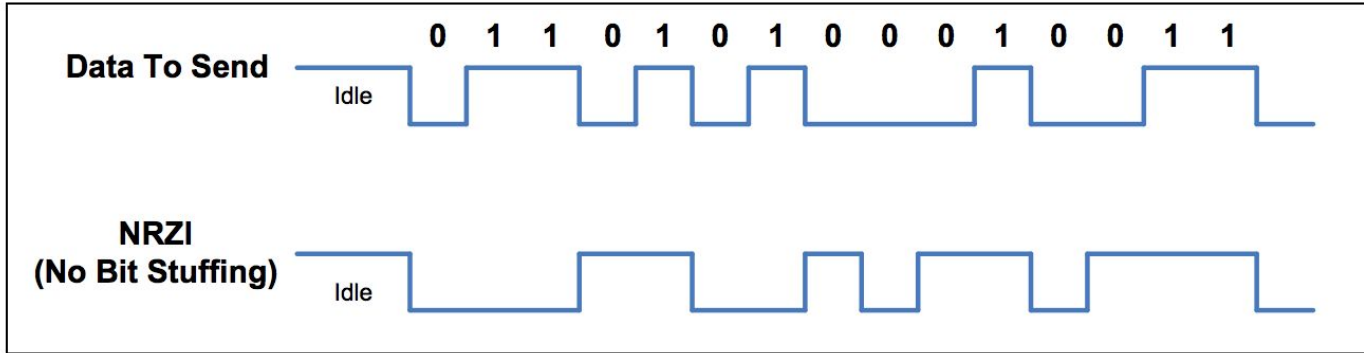 0 1 1 0 1 0 1 0 0 0 1 0 0 1 1
Data To Send
Idle
NRZI
(No Bit Stuffing)
Idle